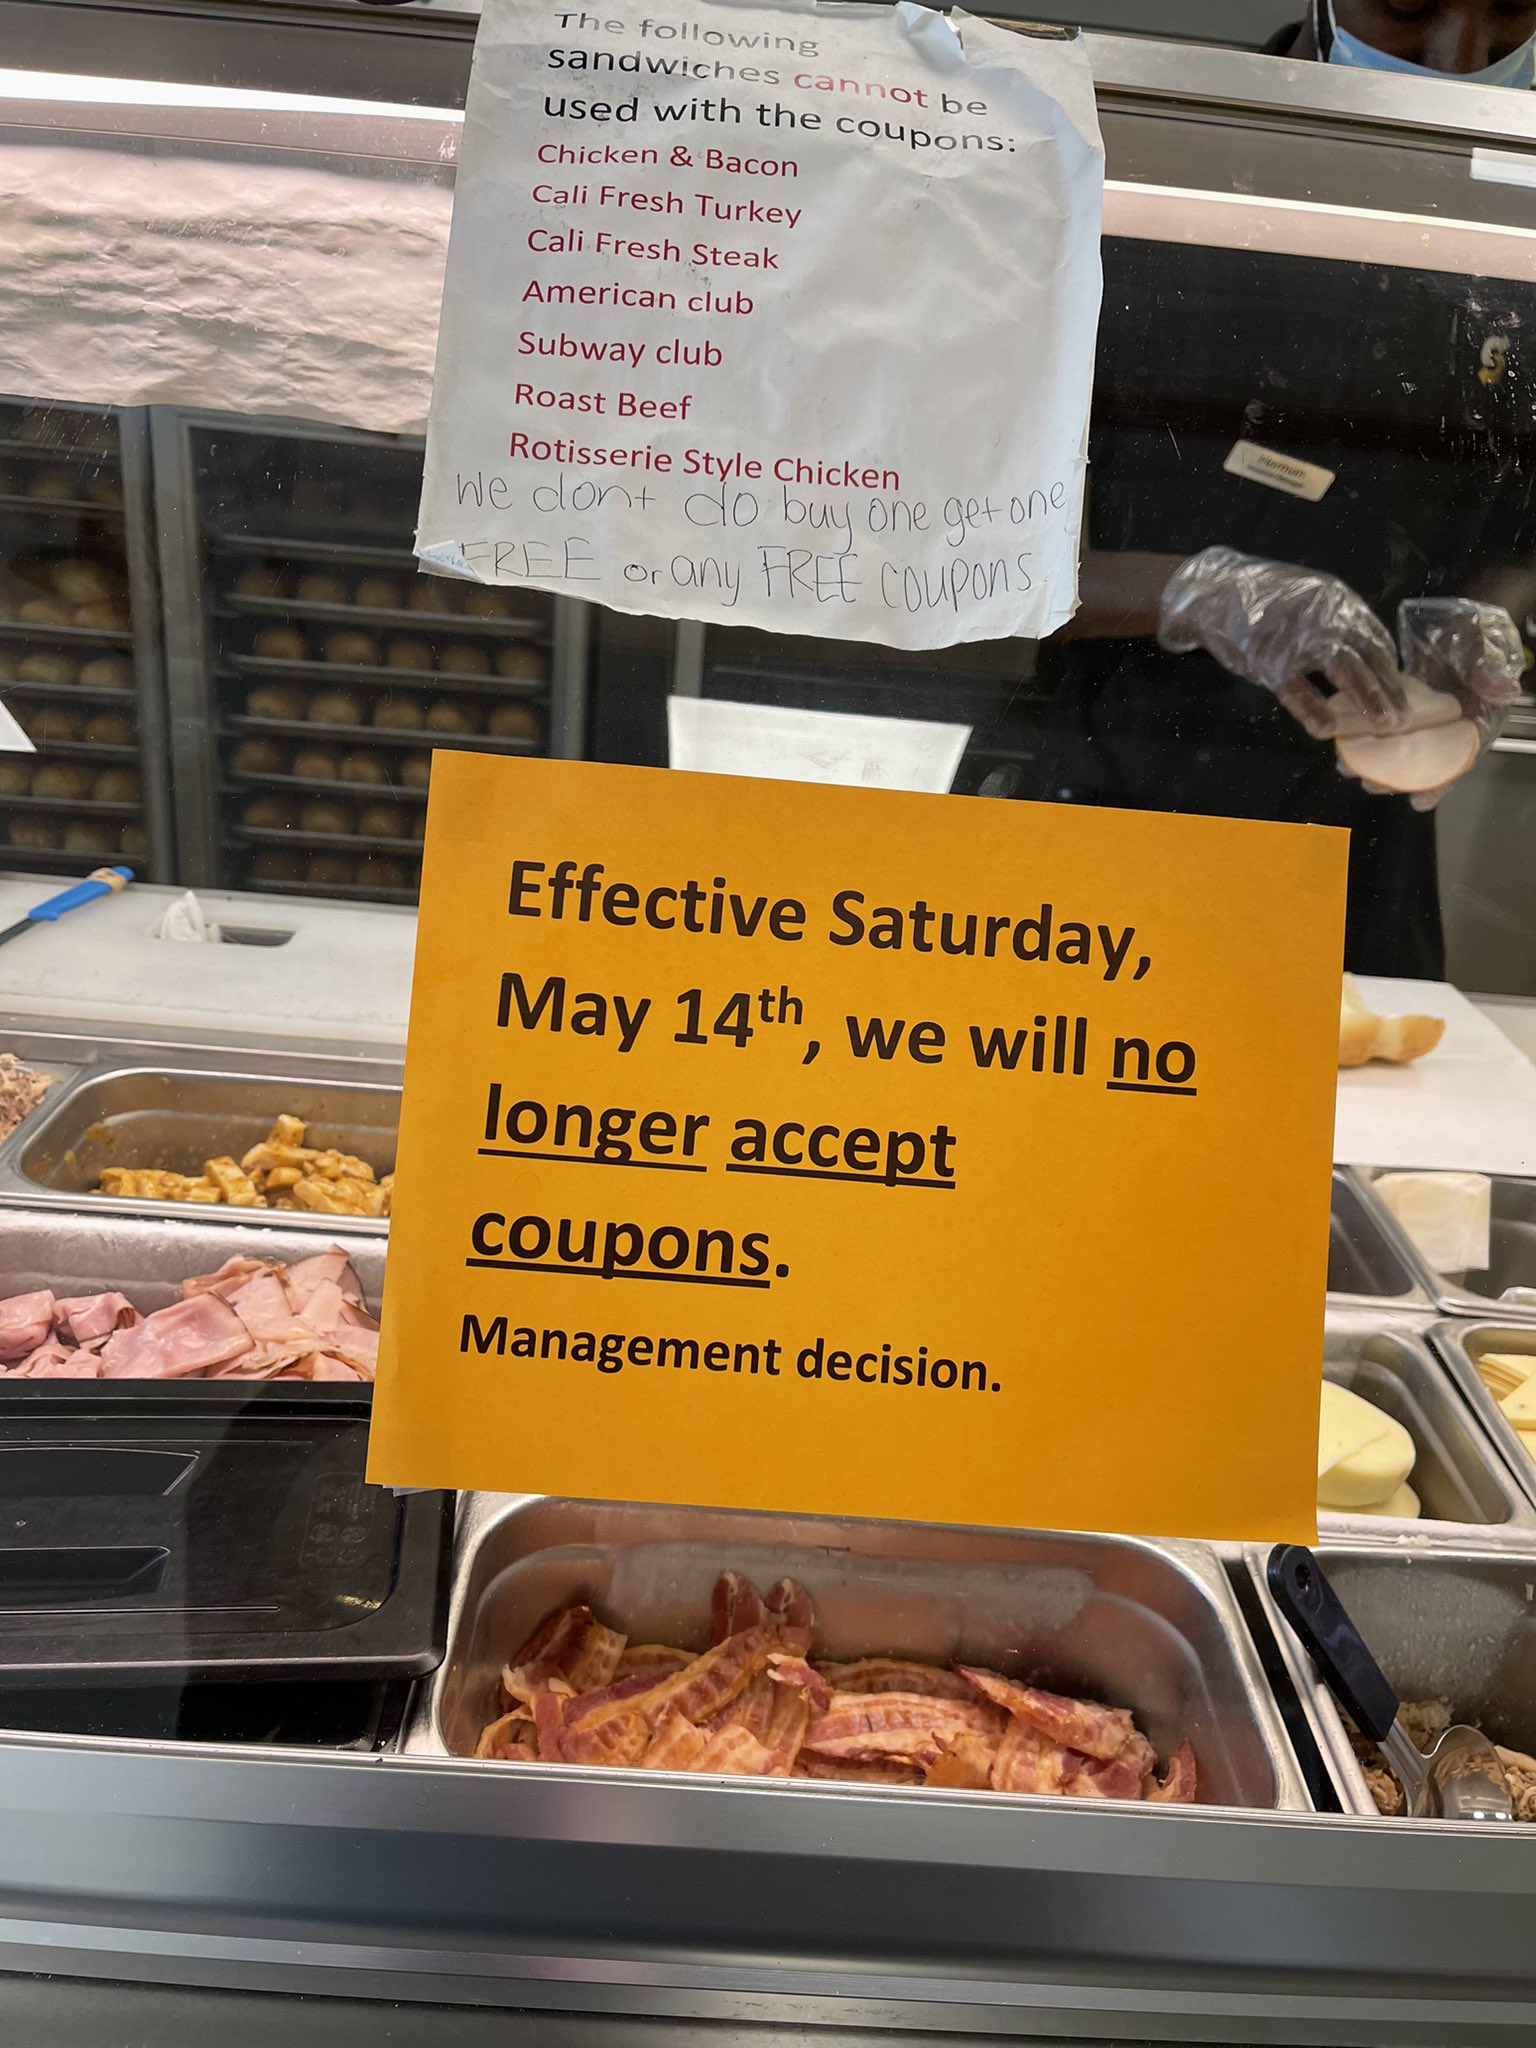 The following
sandwiches cannot be
used with the coupons:
Chicken & Bacon
Cali Fresh Turkey
Cali Fresh Steak
American club
Subway club
Roast Beef
Rotisserie Style Chicken
We dont do buy one get one
FREE or any FREE coupons
Effective Saturday,
May 14th, we will no
longer accept
coupons.
Management decision.